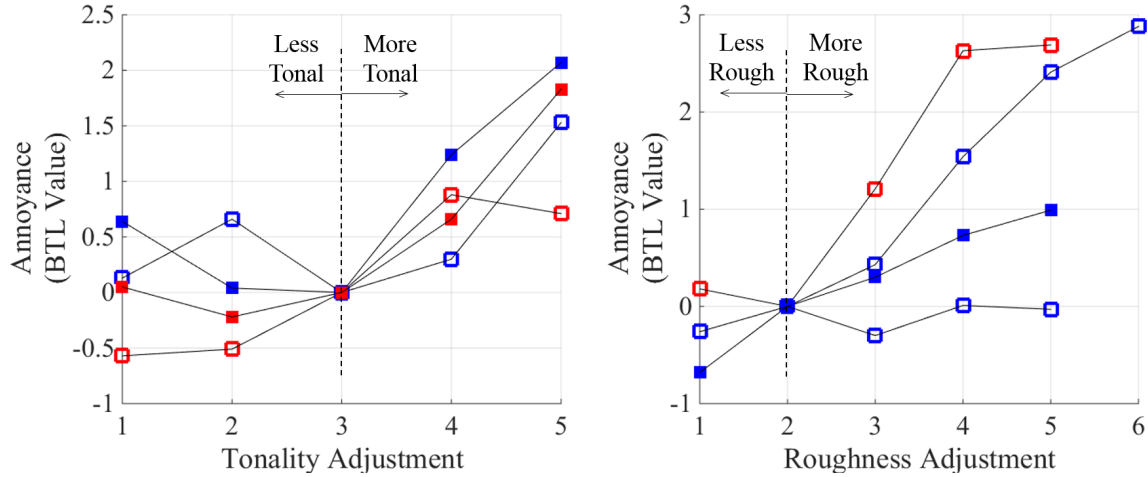 2.5
2
1.5
1
0.5
0
-0.5
-1
Annoyance
(BTL Value)
Less
Tonal
More
Tonal
1 2 3 4 5
Tonality Adjustment
3
2
1
0
-1
Annoyance
(BTL Value)
Less
Rough
More
Rough
1 2 3 4 5 6
Roughness Adjustment